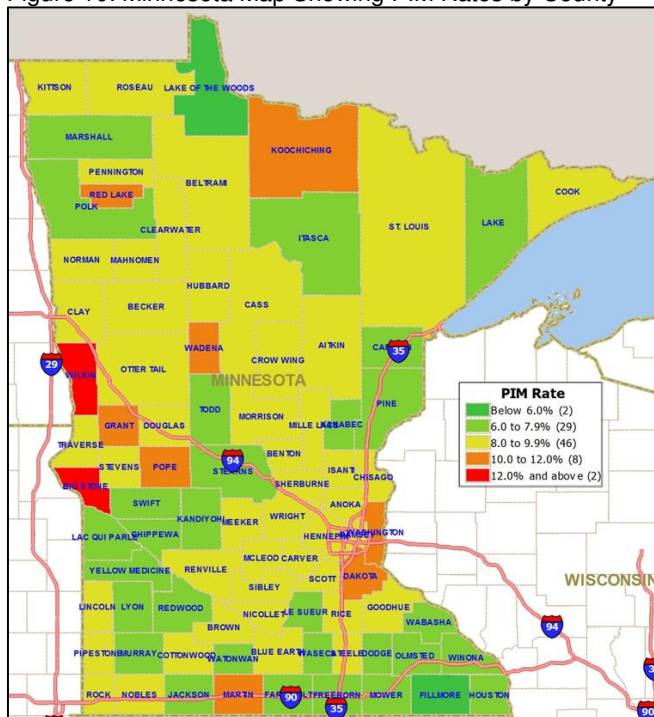 Figure 10: Minnesota Map Showing PIM Rates by County
KITTSON
ROSEAU
LAKE OF THE WOODS
MARSHALL
KOOCHICHING
PENNINGTON
RED LAKE
BELTRAMI
POLK
CLEARWATER
ITASCA
ST. LOUIS
LAKE
COOK
NORMAN
MAHNOMEN
HUBBARD
CASS
CLAY
BECKER
WADENA
AITKIN
CROW WING
29
WILKIN
OTTER TAIL
MINNESOTA
35
PINE
TODD
GRANT
DOUGLAS
MORRISON
MILLE LACS
TRAVERSE
BENTON
STEVENS
POPE
94
STEARNS
ISANTI
CHISAGO
BIG STONE
SHERBURNE
SWIFT
ANOKA
KANDIYOHI
MEEKER
WRIGHT
WASHINGTON
LAC QUI PARLE
CHIPPEWA
MCLEOD
CARVER
DAKOTA
YELLOW MEDICINE
RENVILLE
SCOTT
SIBLEY
LINCOLN
LYON
REDWOOD
NICOLLET
LE SUEUR
RICE
GOODHUE
WABASHA
BROWN
PIPESTONE
MURRAY
COTTONWOOD
WATONWAN
BLUE EARTH
WASECA
STEELE
DODGE
OLMSTED
WINONA
ROCK
NOBLES
JACKSON
MARTIN
90
FREEBORN
MOWER
FILLMORE
HOUSTON
35
PIM Rate
Below 6.0% (2)
6.0 to 7.9% (29)
8.0 to 9.9% (46)
10.0 to 12.0% (8)
12.0% and above (2)
WISCONSIN
94
90